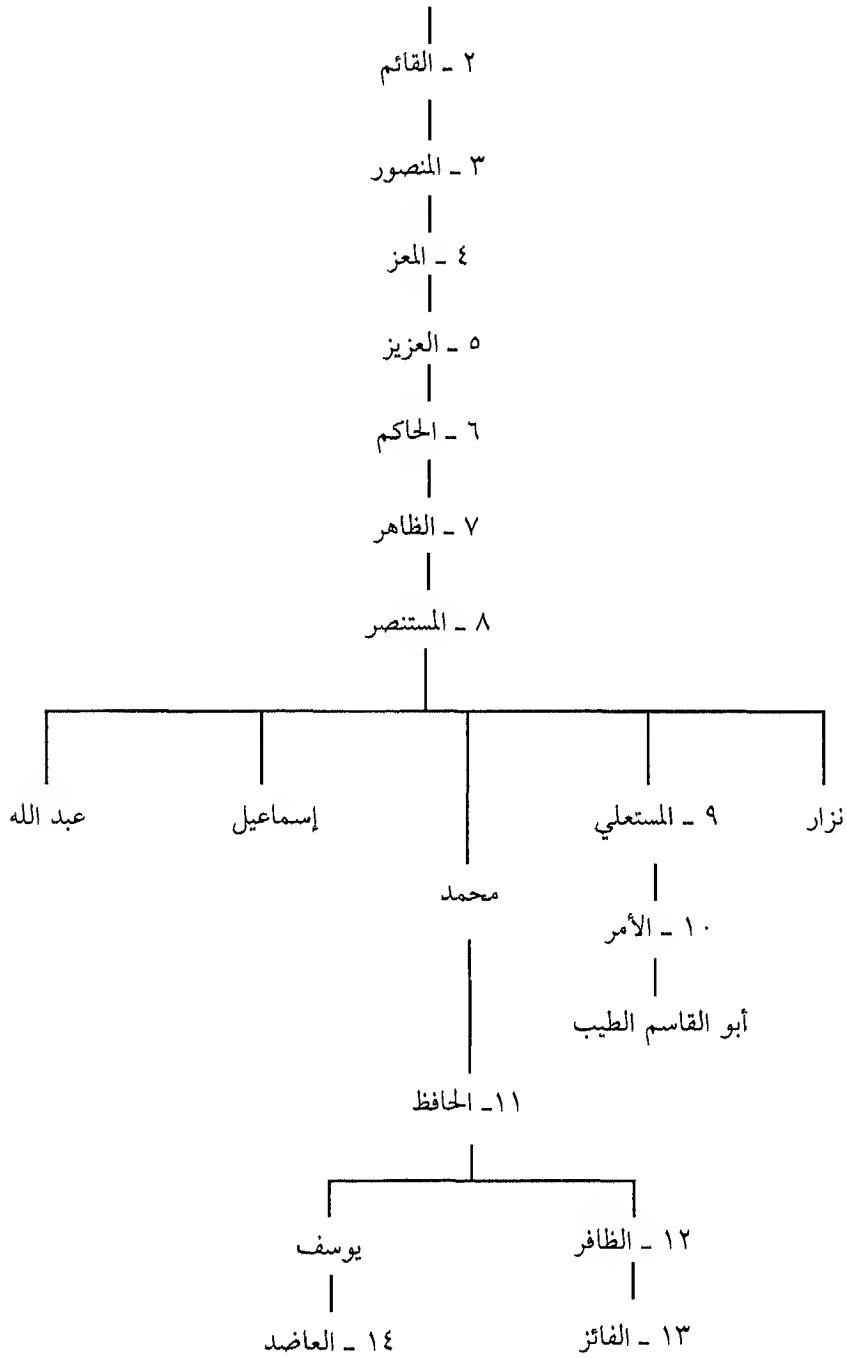 ٢ ـ القائم
٣ ـ المنصور
٤ ـ المعز
٥ ـ العزيز
٦ ـ الحاكم
٧ ـ الظاهر
٨ ـ المستنصر
نزار
٩ ـ المستعلي
إسماعيل
عبد الله
محمد
١٠ ـ الأمر
أبو القاسم الطيب
١١ـ الحافظ
١٢ ـ الظافر
يوسف
١٣ ـ الفائز
١٤ ـ العاضد